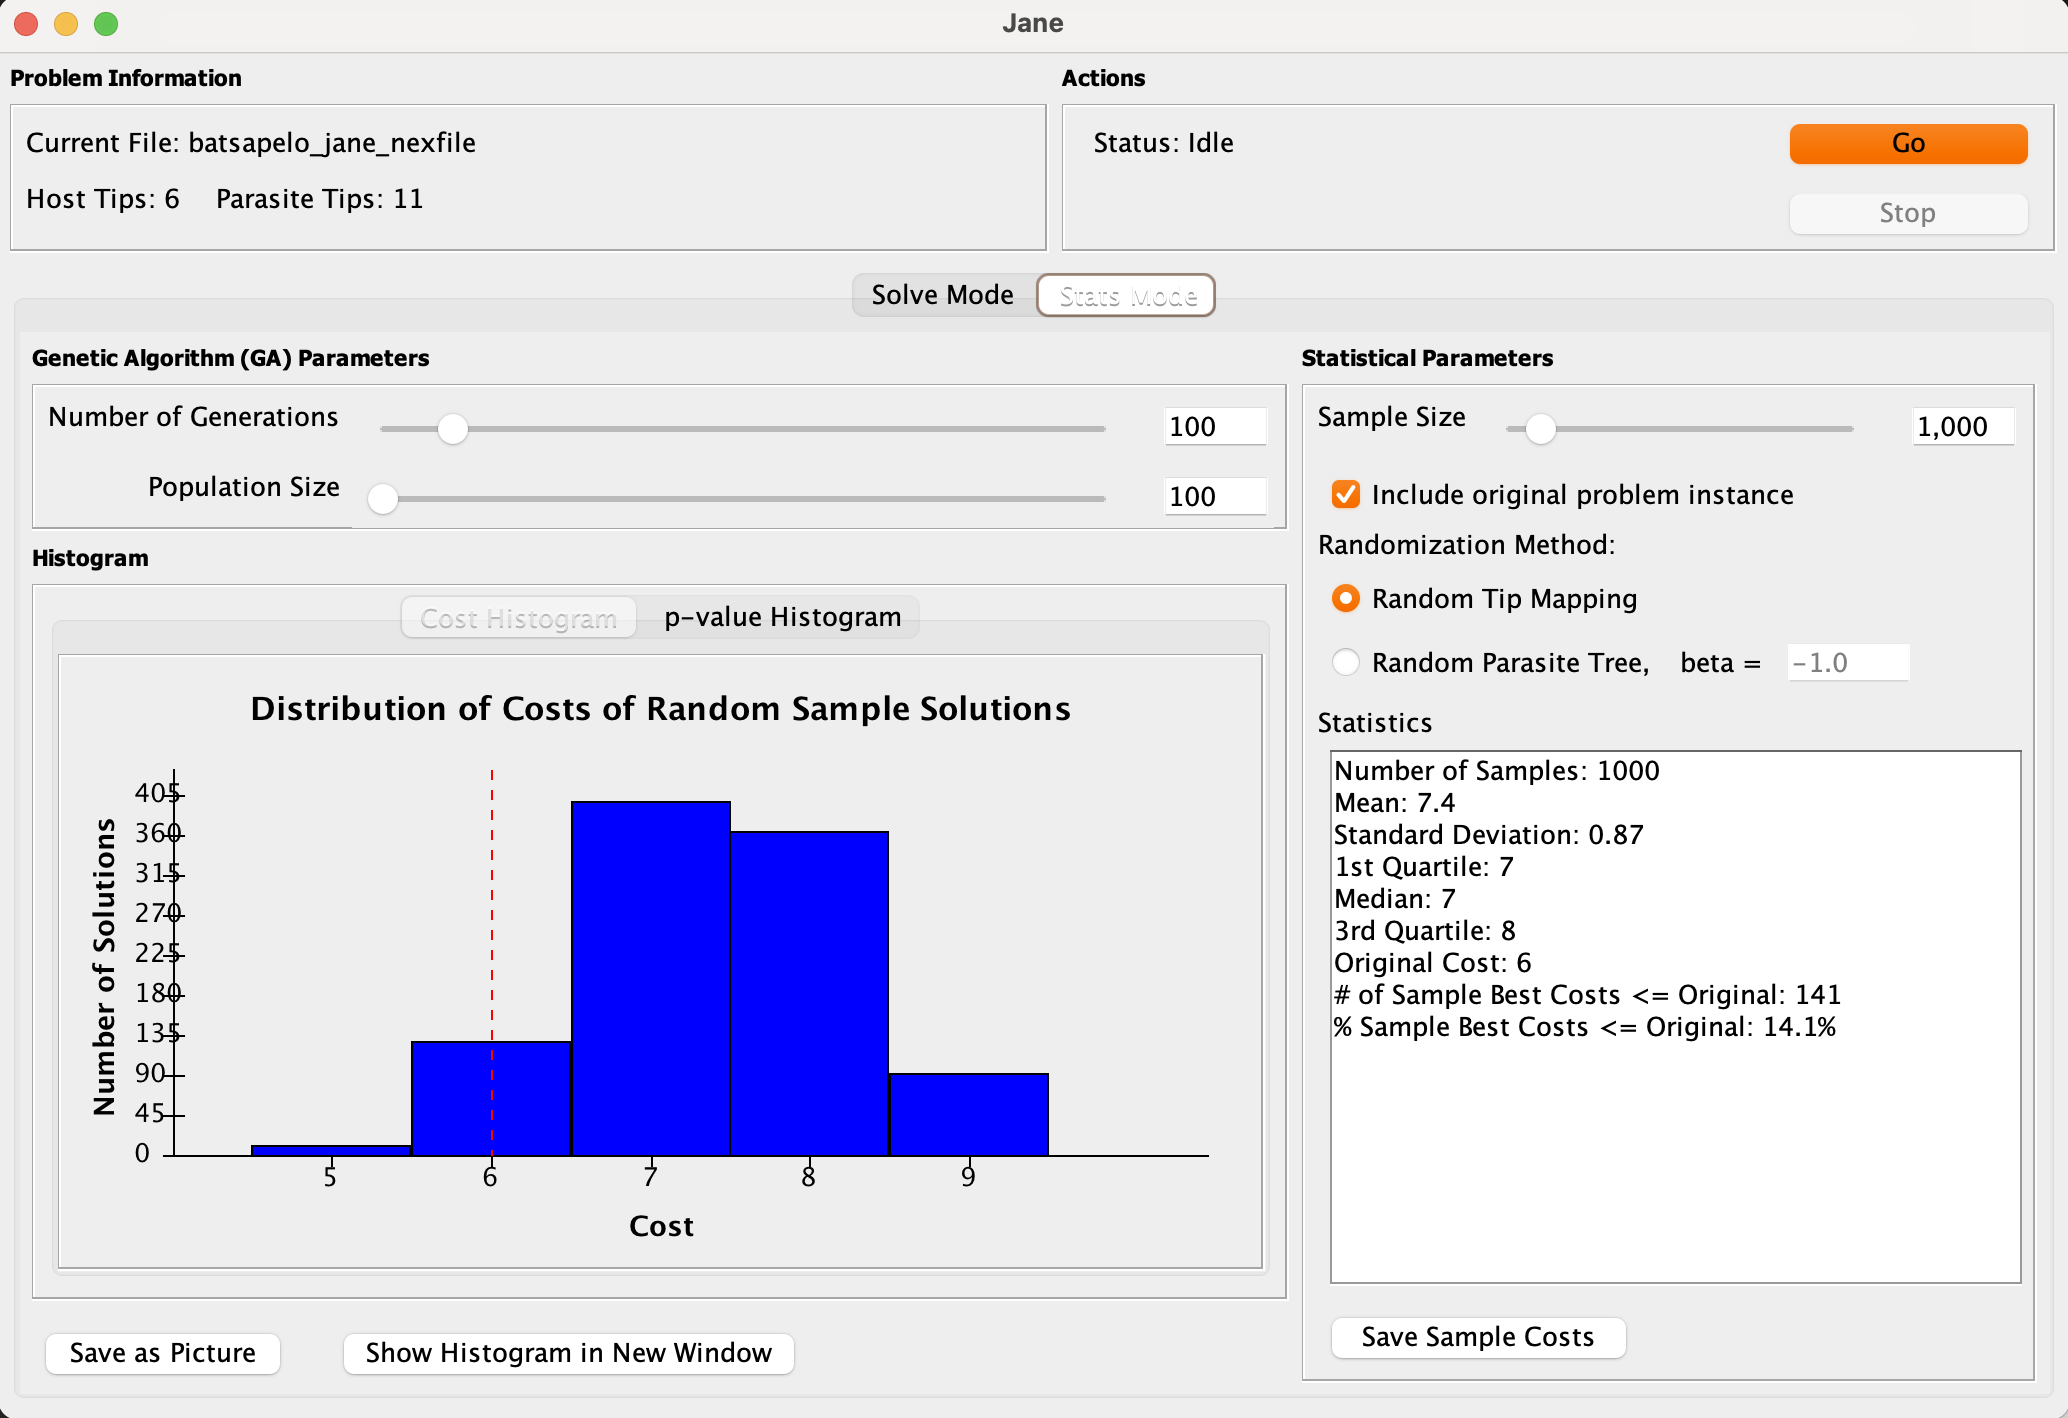 Jane
Problem Information
Current File: batsapelo_jane_nexfile
Host Tips: 6 Parasite Tips: 11
Actions
Status: Idle
Go
Stop
Solve Mode
Stats Mode
Genetic Algorithm (GA) Parameters
Number of Generations
100
Population Size
100
Histogram
Cost Histogram
p-value Histogram
Distribution of Costs of Random Sample Solutions
Number of Solutions
405
360
315
270
225
180
135
90
45
0
5
6
7
8
9
Cost
Save as Picture
Show Histogram in New Window
Statistical Parameters
Sample Size
1,000
Include original problem instance
Randomization Method:
Random Tip Mapping
Random Parasite Tree, beta = -1.0
Statistics
Number of Samples: 1000
Mean: 7.4
Standard Deviation: 0.87
1st Quartile: 7
Median: 7
3rd Quartile: 8
Original Cost: 6
# of Sample Best Costs <= Original: 141
% Sample Best Costs <= Original: 14.1%
Save Sample Costs